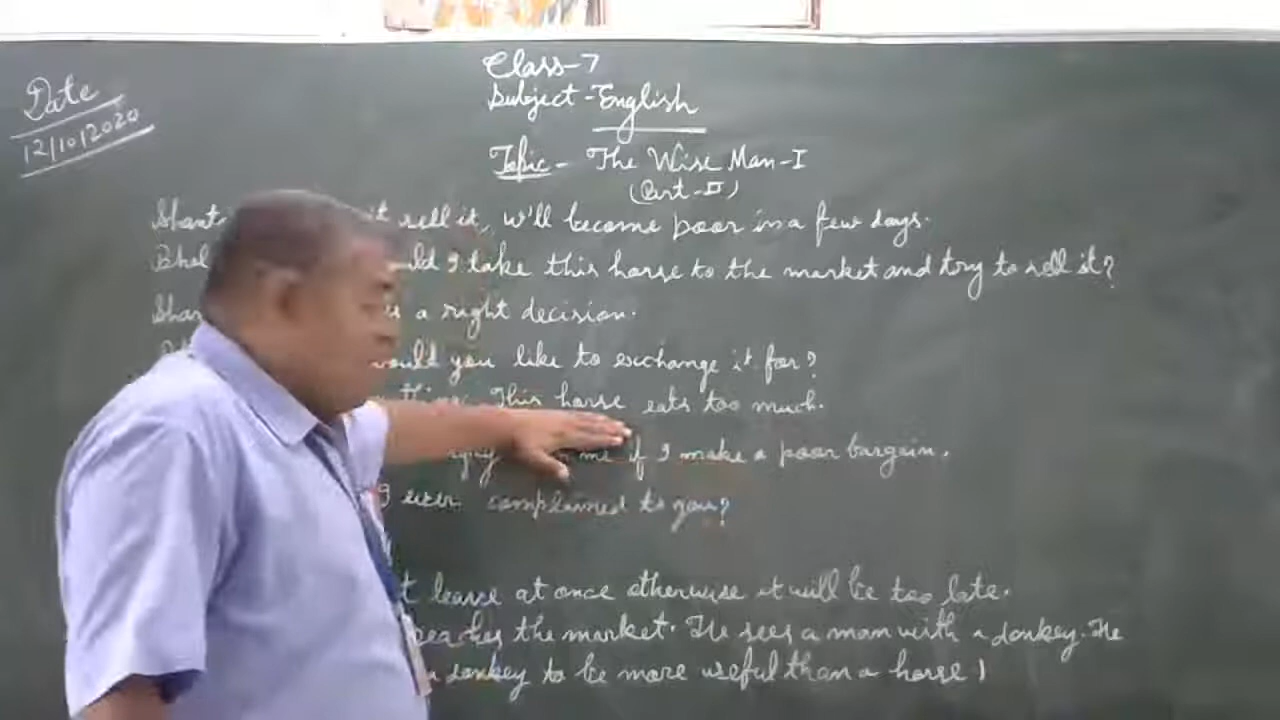 Date
12/10/2020
Class-7
Subject-English
Topic- The Wise Man-I
(Part-II)
sell it, w'll become poor in a few days.
I take this horse to the market and try to sell it?
a right decision.
would you like to exchange it for?
This horse eats too much.
me if I make a poor bargain.
I ever complained to you?
leave at once otherwise it will be too late.
reaches the market. He sees a man with a donkey. He
donkey to be more useful than a horse)